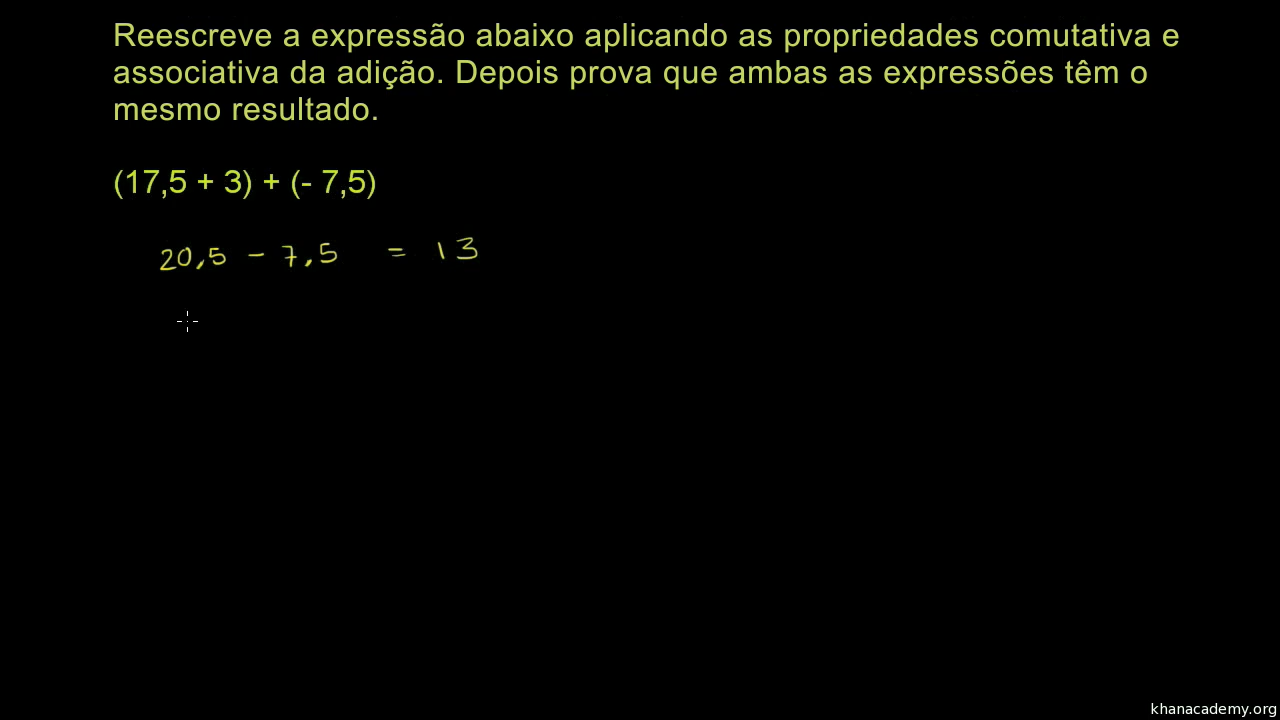 Reescreve a expressão abaixo aplicando as propriedades comutativa e
associativa da adição. Depois prova que ambas as expressões têm o
mesmo resultado.
(17,5 + 3) + (- 7,5)
20,5 - 7,5 = 13
khanacademy.org